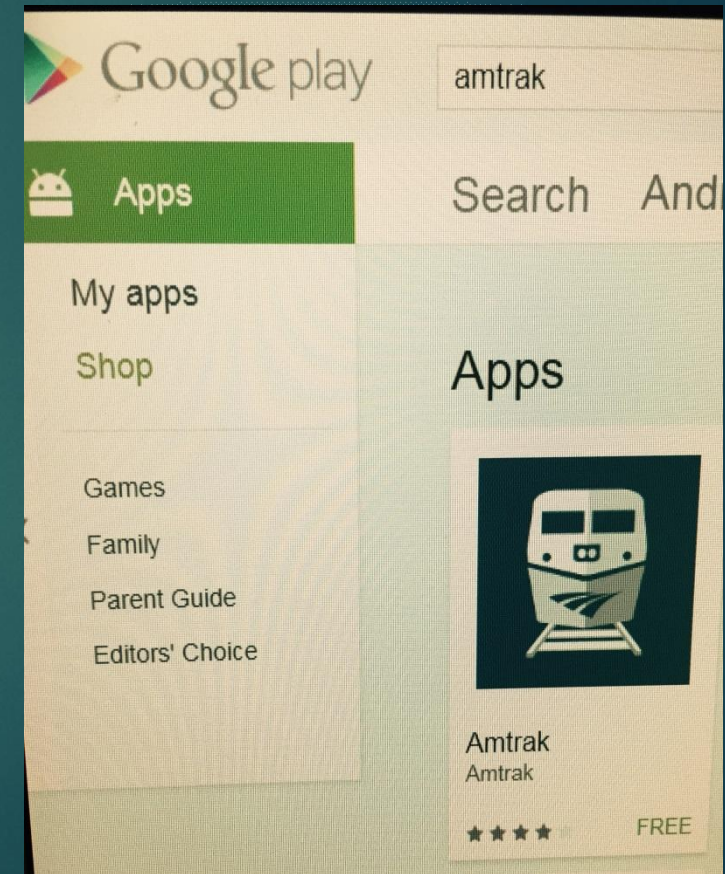 Google play
amtrak
Apps
Search
My apps
Shop
Apps
Games
Family
Parent Guide
Editors' Choice
Amtrak
Amtrak
FREE